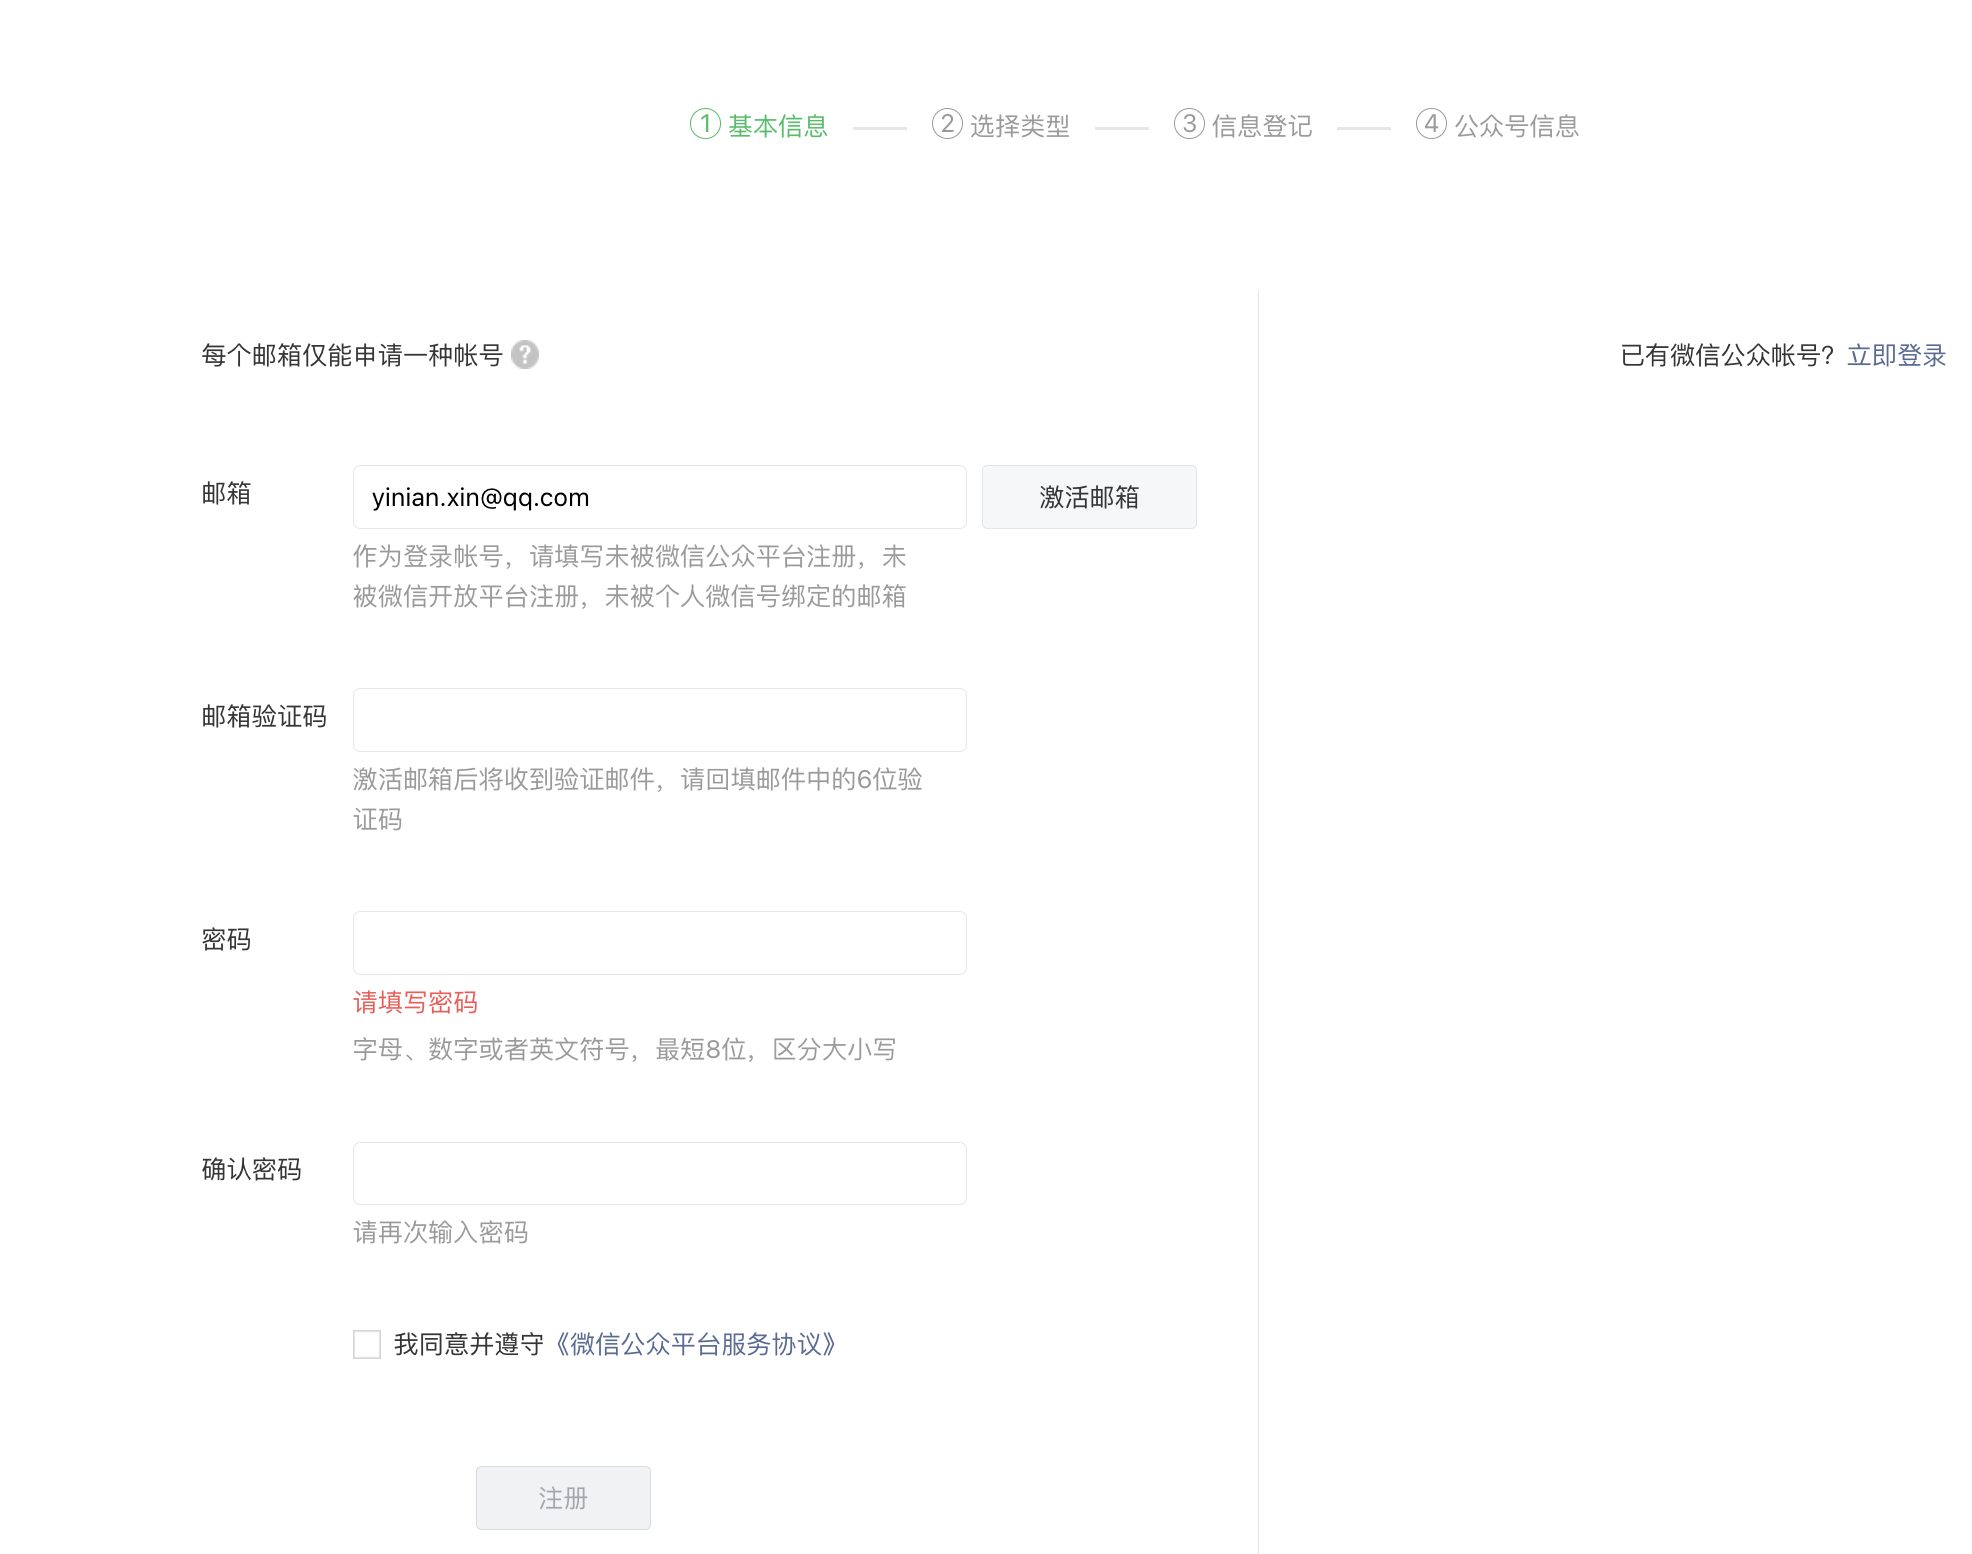 ① 基本信息 ② 选择类型 ③ 信息登记 ④ 公众号信息
每个邮箱仅能申请一种帐号 ?
已有微信公众帐号？立即登录
邮箱
yinian.xin@qq.com
激活邮箱
作为登录帐号，请填写未被微信公众平台注册，未
被微信开放平台注册，未被个人微信号绑定的邮箱
邮箱验证码
激活邮箱后将收到验证邮件，请回填邮件中的6位验
证码
密码
请填写密码
字母、数字或者英文符号，最短8位，区分大小写
确认密码
请再次输入密码
我同意并遵守《微信公众平台服务协议》
注册